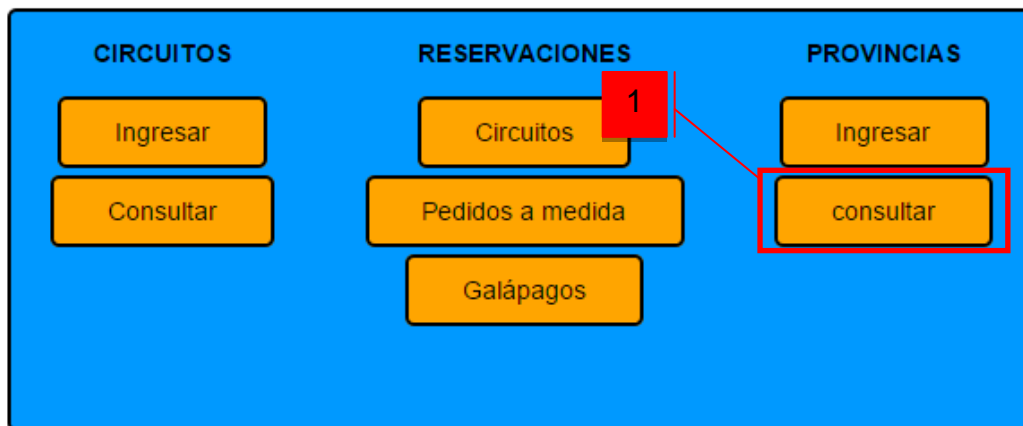 CIRCUITOS
Ingresar
Consultar
RESERVACIONES
1
Circuitos
Pedidos a medida
Galápagos
PROVINCIAS
Ingresar
consultar